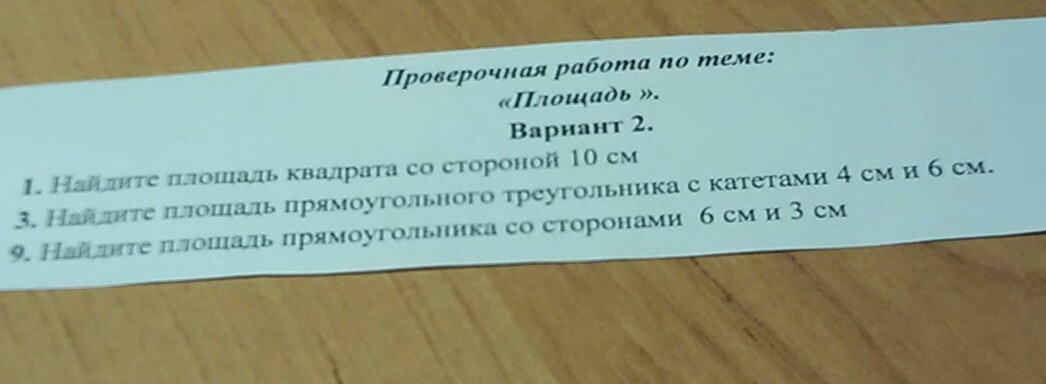 Проверочная работа по теме:
«Площадь ».
Вариант 2.
1. Найдите площадь квадрата со стороной 10 см
3. Найдите площадь прямоугольного треугольника с катетами 4 см и 6 см.
9. Найдите площадь прямоугольника со сторонами 6 см и 3 см